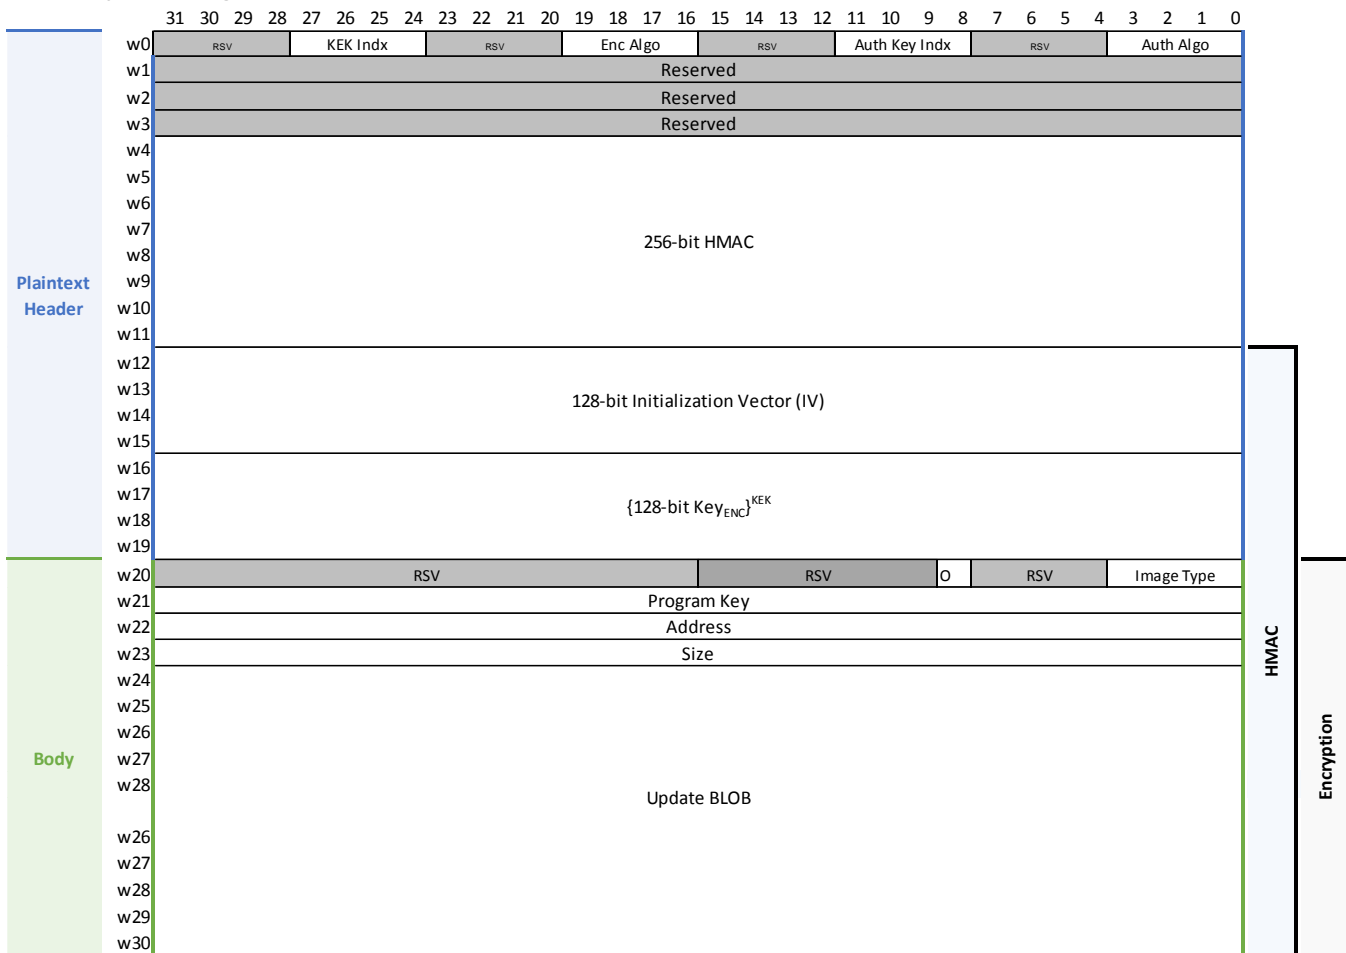 31 30 29 28 27 26 25 24 23 22 21 20 19 18 17 16 15 14 13 12 11 10 9 8 7 6 5 4 3 2 1 0
w0 RSV KEK Indx RSV Enc Algo RSV Auth Key Indx RSV Auth Algo
w1 Reserved
w2 Reserved
w3 Reserved
w4
w5
w6
w7
256-bit HMAC
w8
w9
Plaintext
Header
w10
w11
w12
w13
128-bit Initialization Vector (IV)
w14
w15
w16
w17
{128-bit KeyENC}KEK
w18
w19
w20 RSV RSV O RSV Image Type
w21 Program Key
w22 Address
w23 Size
HMAC
w24
w25
w26
Body
w27
w28
Update BLOB
Encryption
w26
w27
w28
w29
w30